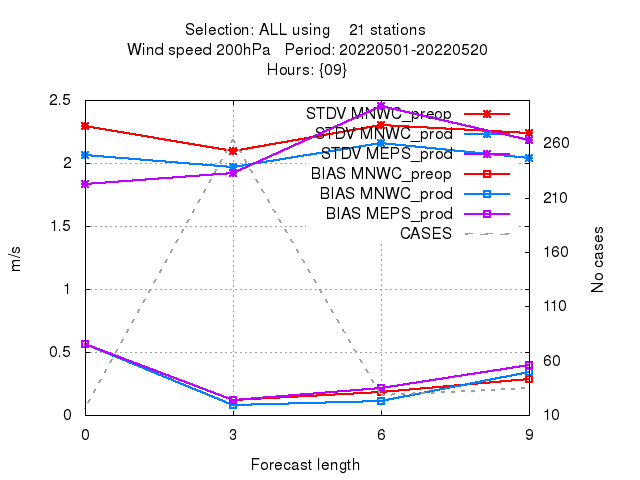 Selection: ALL using    21 stations
Wind speed 200hPa   Period: 20220501-20220520
Hours: {09}
2.5
2
1.5
1
0.5
0
m/s
STDV MNWC_preop
STDV MNWC_prod
STDV MEPS_prod
BIAS MNWC_preop
BIAS MNWC_prod
BIAS MEPS_prod
CASES
260
210
160
110
60
10
No cases
0 3 6 9
Forecast length